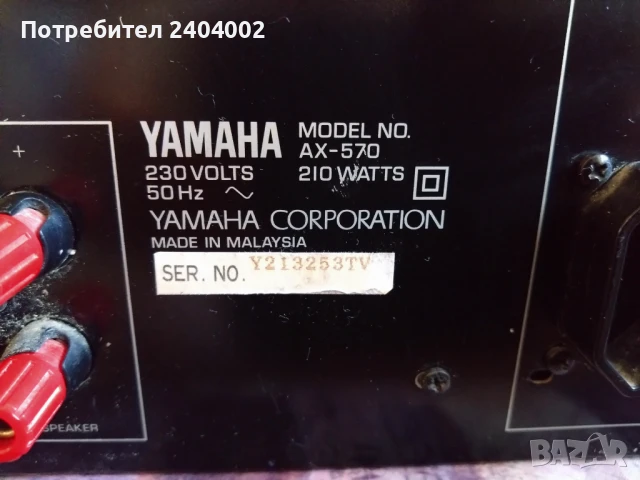 Потребител 2404002
YAMAHA MODEL NO. AX-570
230 VOLTS 210 WATTS
50 Hz
YAMAHA CORPORATION
MADE IN MALAYSIA
SER. NO. Y213253TV
+
SPEAKER
BAZAR